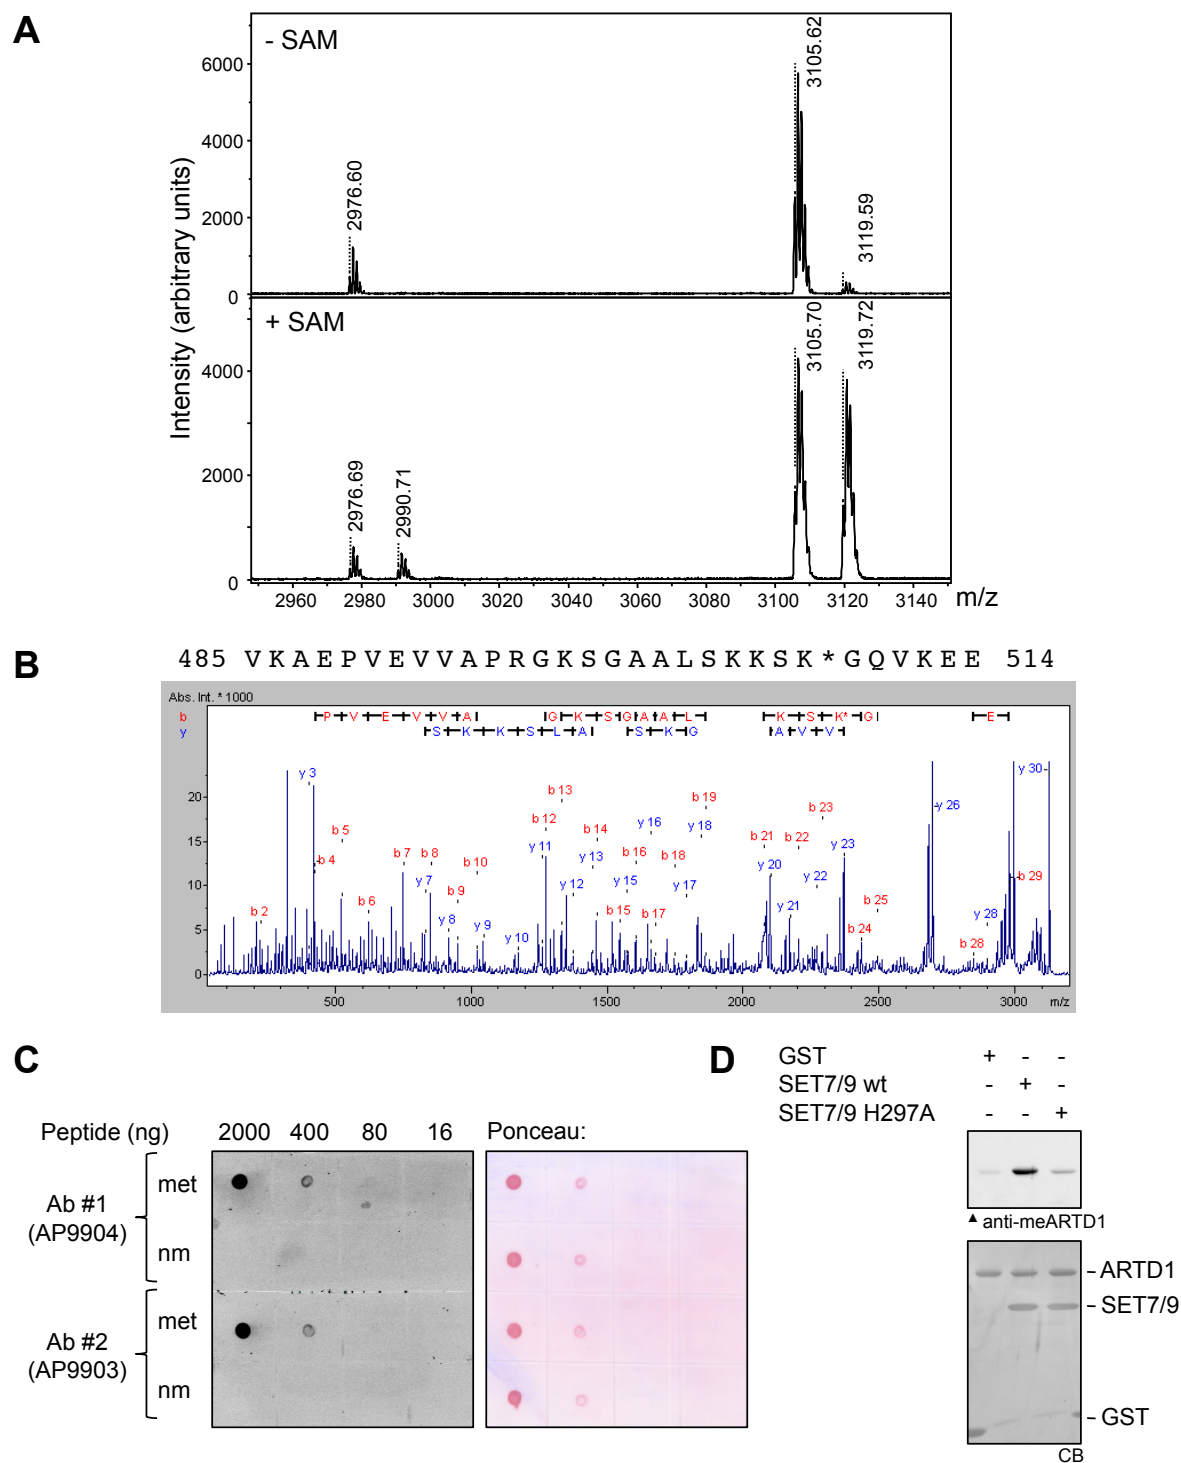 A
- SAM
6000
4000
2000
0
2976.60
3105.62
3119.59
Intensity (arbitrary units)
+ SAM
4000
2000
0
2976.69
2990.71
3105.70
3119.72
2960 2980 3000 3020 3040 3060 3080 3100 3120 3140 m/z
B
485 V K A E P V E V V A P R G K S G A A L S K K S K * G Q V K E E 514
Abs. Int. * 1000
b P V E V V A G K S G A A L K S K* G E
y S K K S L A S K G A V V
20
15
10
5
0
y 3
y 30
b 13
b 19
y 26
b 5
b 12
b 14
y 16
y 18
b 23
b 21
b 22
y 23
b 4
b 7
b 8
b 10
y 11
y 13
b 16
b 18
y 20
y 22
b 29
y 7
b 9
y 12
y 15
y 17
b 6
y 8
y 9
b 15
b 17
y 21
b 25
y 28
y 10
b 24
b 28
500 1000 1500 2000 2500 3000 m/z
C
Peptide (ng) 2000 400 80 16 Ponceau:
Ab #1
(AP9904)
met
nm
Ab #2
(AP9903)
met
nm
D
GST + - -
SET7/9 wt - + -
SET7/9 H297A - - +
▲ anti-meARTD1
ARTD1
SET7/9
GST
CB